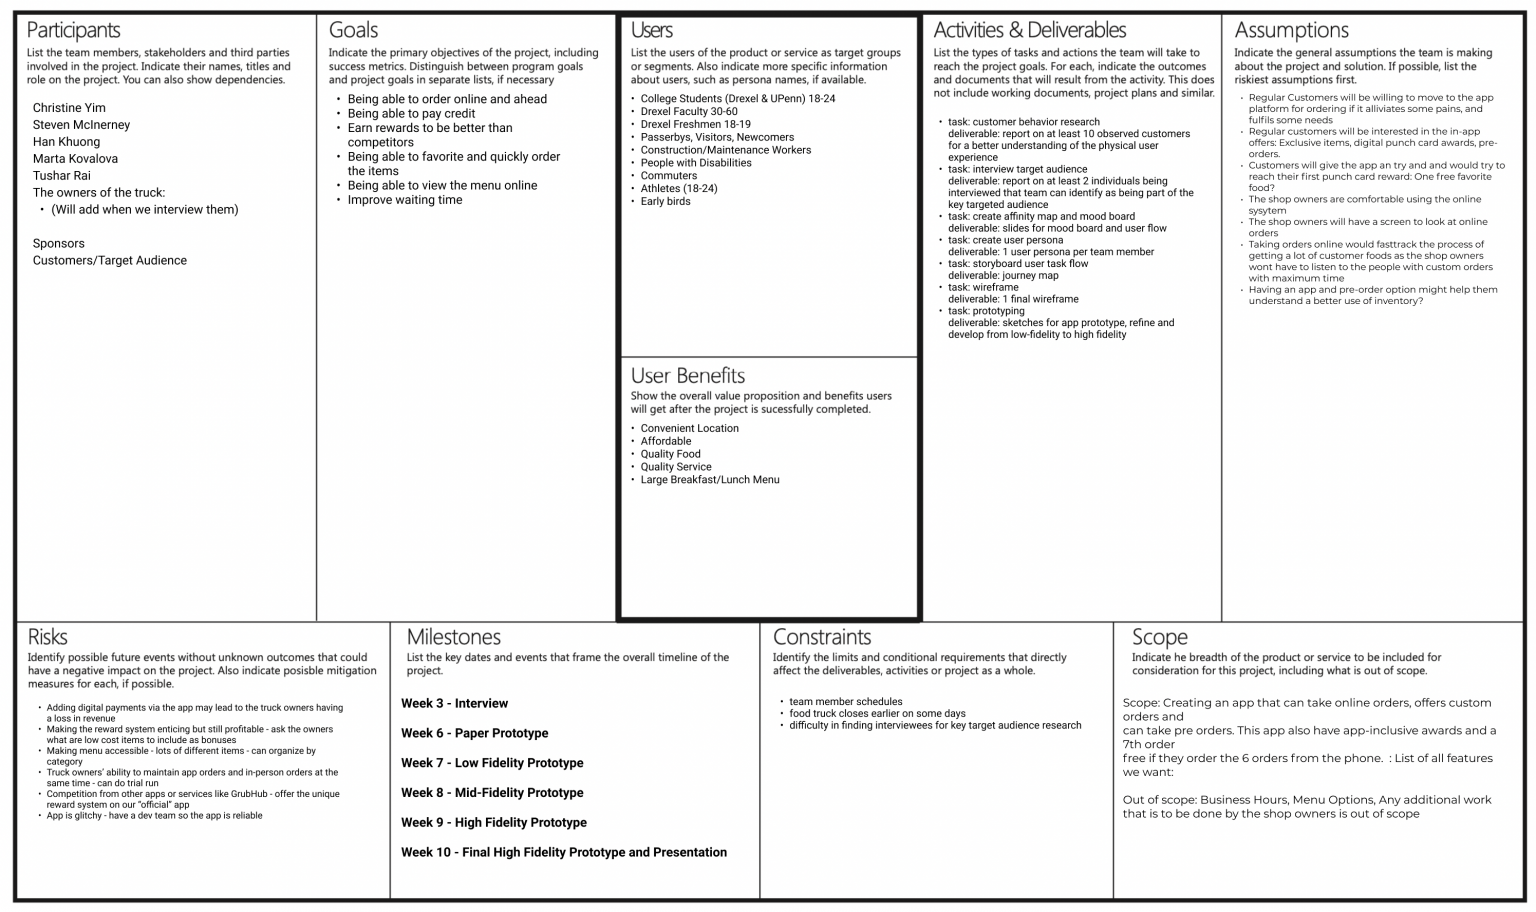 Participants
List the team members, stakeholders and third parties
involved in the project. Indicate their names, titles and
role on the project. You can also show dependencies.
Christine Yim
Steven McInerney
Han Khuong
Marta Kovalova
Tushar Rai
The owners of the truck:
• (Will add when we interview them)
Sponsors
Customers/Target Audience
Goals
Indicate the primary objectives of the project, including
success metrics. Distinguish between program goals
and project goals in separate lists, if necessary
• Being able to order online and ahead
• Being able to pay credit
• Earn rewards to be better than
competitors
• Being able to favorite and quickly order
the items
• Being able to view the menu online
• Improve waiting time
Users
List the users of the product or service as target groups
or segments. Also indicate more specific information
about users, such as persona names, if available.
• College Students (Drexel & UPenn) 18-24
• Drexel Faculty 30-60
• Drexel Freshmen 18-19
• Passerbys, Visitors, Newcomers
• Construction/Maintenance Workers
• People with Disabilities
• Commuters
• Athletes (18-24)
• Early birds
User Benefits
Show the overall value proposition and benefits users
will get after the project is sucessfully completed.
• Convenient Location
• Affordable
• Quality Food
• Quality Service
• Large Breakfast/Lunch Menu
Activities & Deliverables
List the types of tasks and actions the team will take to
reach the project goals. For each, indicate the outcomes
and documents that will result from the activity. This does
not include working documents, project plans and similar.
• task: customer behavior research
deliverable: report on at least 10 observed customers
for a better understanding of the physical user
experience
• task: interview target audience
deliverable: report on at least 2 individuals being
interviewed that team can identify as being part of the
key targeted audience
• task: create affinity map and mood board
deliverable: slides for mood board and user flow
• task: create user persona
deliverable: 1 user persona per team member
• task: storyboard user task flow
deliverable: journey map
• task: wireframe
deliverable: 1 final wireframe
• task: prototyping
deliverable: sketches for app prototype, refine and
develop from low-fidelity to high fidelity
Assumptions
Indicate the general assumptions the team is making
about the project and solution. If possible, list the
riskiest assumptions first.
• Regular Customers will be willing to move to the app
platform for ordering if it alliviates some pains, and
fulfils some needs
• Regular customers will be interested in the in-app
offers: Exclusive items, digital punch card awards, pre-
orders.
• Customers will give the app an try and and would try to
reach their first punch card reward: One free favorite
food?
• The shop owners are comfortable using the online
sysytem
• The shop owners will have a screen to look at online
orders
• Taking orders online would fasttrack the process of
getting a lot of customer foods as the shop owners
wont have to listen to the people with custom orders
with maximum time
• Having an app and pre-order option might help them
understand a better use of inventory?
Risks
Identify possible future events without unknown outcomes that could
have a negative impact on the project. Also indicate posisble mitigation
measures for each, if possible.
• Adding digital payments via the app may lead to the truck owners having
a loss in revenue
• Making the reward system enticing but still profitable - ask the owners
what are low cost items to include as bonuses
• Making menu accessible - lots of different items - can organize by
category
• Truck owners' ability to maintain app orders and in-person orders at the
same time - can do trial run
• Competition from other apps or services like GrubHub - offer the unique
reward system on our "official" app
• App is glitchy - have a dev team so the app is reliable
Milestones
List the key dates and events that frame the overall timeline of the
project.
Week 3 - Interview
Week 6 - Paper Prototype
Week 7 - Low Fidelity Prototype
Week 8 - Mid-Fidelity Prototype
Week 9 - High Fidelity Prototype
Week 10 - Final High Fidelity Prototype and Presentation
Constraints
Identify the limits and conditional requirements that directly
affect the deliverables, activities or project as a whole.
• team member schedules
• food truck closes earlier on some days
• difficulty in finding interviewees for key target audience research
Scope
Indicate he breadth of the product or service to be included for
consideration for this project, including what is out of scope.
Scope: Creating an app that can take online orders, offers custom
orders and
can take pre orders. This app also have app-inclusive awards and a
7th order
free if they order the 6 orders from the phone.  : List of all features
we want:
Out of scope: Business Hours, Menu Options, Any additional work
that is to be done by the shop owners is out of scope